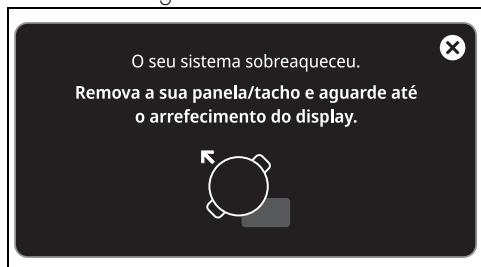 O seu sistema sobreaqueceu.
Remova a sua panela/tacho e aguarde até
o arrefecimento do display.